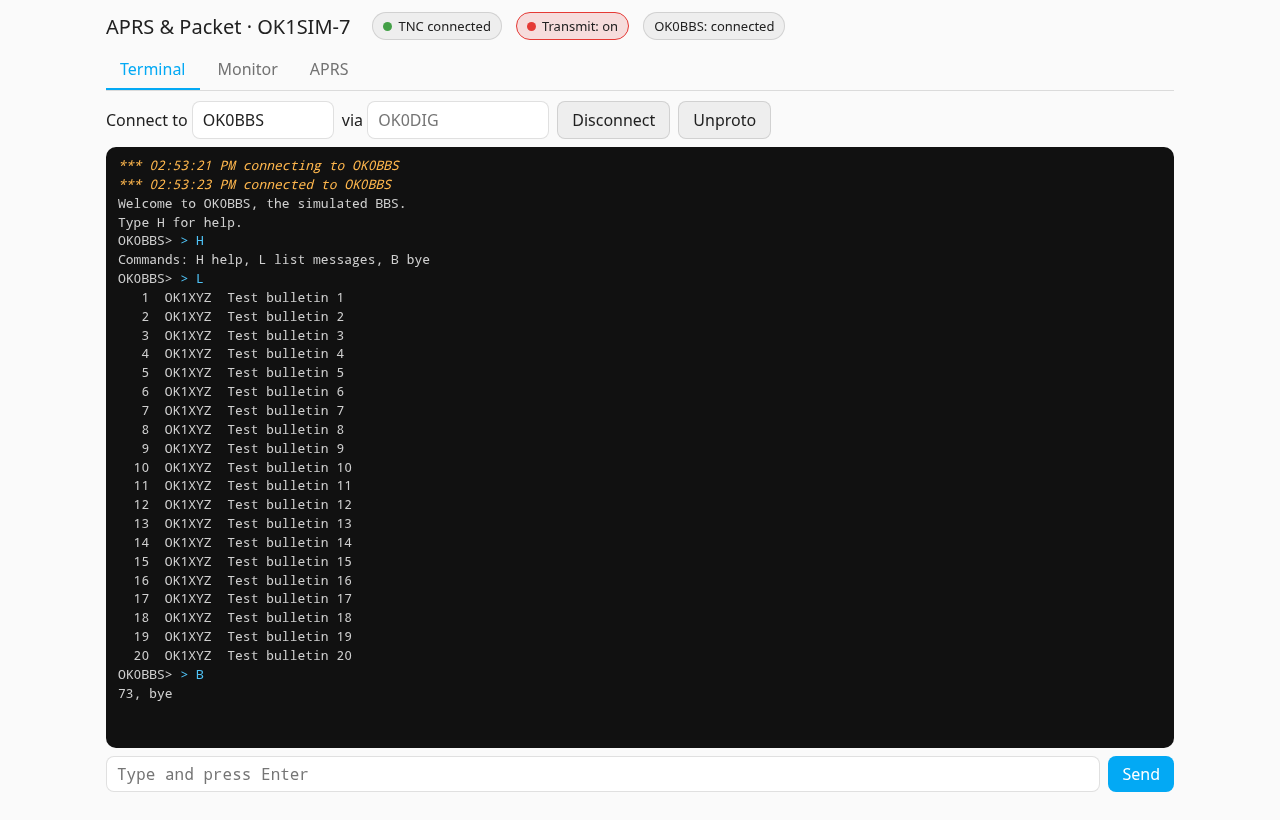 APRS & Packet · OK1SIM-7 TNC connected Transmit: on OK0BBS: connected
Terminal Monitor APRS
Connect to OK0BBS via OK0DIG Disconnect Unproto
*** 02:53:21 PM connecting to OK0BBS
*** 02:53:23 PM connected to OK0BBS
Welcome to OK0BBS, the simulated BBS.
Type H for help.
OK0BBS> > H
Commands: H help, L list messages, B bye
OK0BBS> > L
1 OK1XYZ Test bulletin 1
2 OK1XYZ Test bulletin 2
3 OK1XYZ Test bulletin 3
4 OK1XYZ Test bulletin 4
5 OK1XYZ Test bulletin 5
6 OK1XYZ Test bulletin 6
7 OK1XYZ Test bulletin 7
8 OK1XYZ Test bulletin 8
9 OK1XYZ Test bulletin 9
10 OK1XYZ Test bulletin 10
11 OK1XYZ Test bulletin 11
12 OK1XYZ Test bulletin 12
13 OK1XYZ Test bulletin 13
14 OK1XYZ Test bulletin 14
15 OK1XYZ Test bulletin 15
16 OK1XYZ Test bulletin 16
17 OK1XYZ Test bulletin 17
18 OK1XYZ Test bulletin 18
19 OK1XYZ Test bulletin 19
20 OK1XYZ Test bulletin 20
OK0BBS> > B
73, bye
Type and press Enter Send